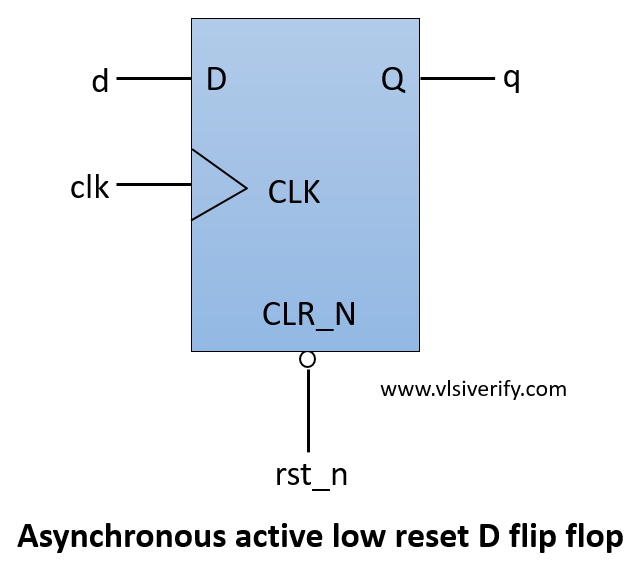 d D Q q
clk CLK
CLR_N
www.vlsiverify.com
rst_n
Asynchronous active low reset D flip flop